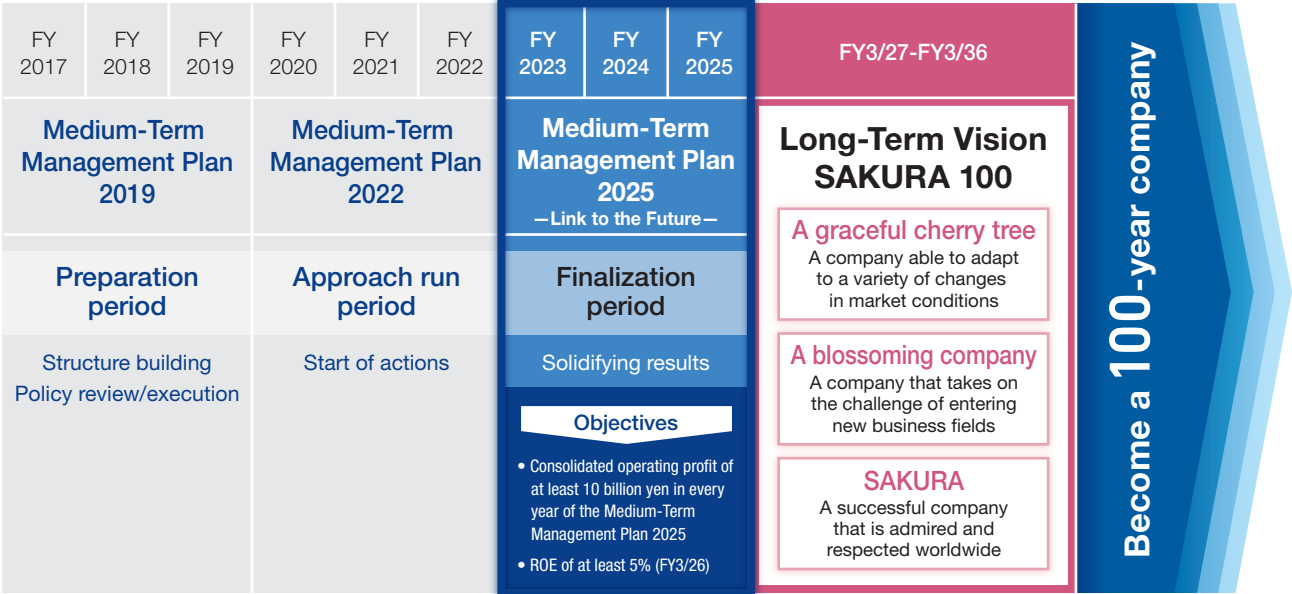 FY
2017
FY
2018
FY
2019
FY
2020
FY
2021
FY
2022
FY
2023
FY
2024
FY
2025
FY3/27-FY3/36
Medium-Term
Management Plan
2019
Preparation
period
Structure building
Policy review/execution
Medium-Term
Management Plan
2022
Approach run
period
Start of actions
Medium-Term
Management Plan
2025
—Link to the Future—
Finalization
period
Solidifying results
Objectives
• Consolidated operating profit of
at least 10 billion yen in every
year of the Medium-Term
Management Plan 2025
• ROE of at least 5% (FY3/26)
Long-Term Vision
SAKURA 100
A graceful cherry tree
A company able to adapt
to a variety of changes
in market conditions
A blossoming company
A company that takes on
the challenge of entering
new business fields
SAKURA
A successful company
that is admired and
respected worldwide
Become a 100-year company